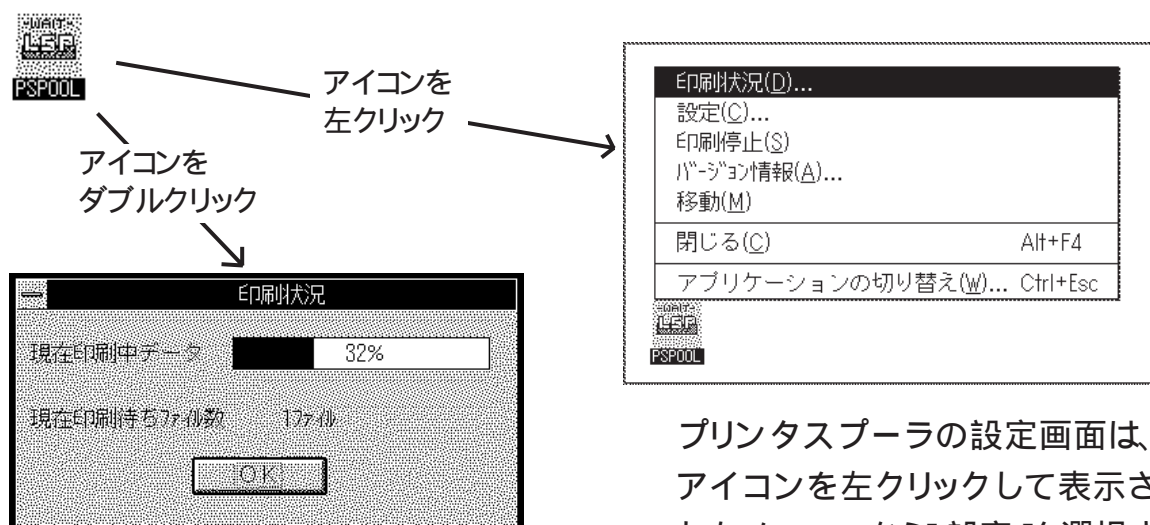 -WAIT-
LSP
PSPOOL
アイコンを
左クリック
アイコンを
ダブルクリック
印刷状況(D)...
設定(C)...
印刷停止(S)
ﾊﾞｰｼﾞｮﾝ情報(A)...
移動(M)
閉じる(C) Alt+F4
アプリケーションの切り替え(W)... Ctrl+Esc
-WAIT-
LSP
PSPOOL
印刷状況
現在印刷中データ 32%
現在印刷待ちﾌｧｲﾙ数 1ﾌｧｲﾙ
OK
プリンタスプーラの設定画面は、
アイコンを左クリックして表示さ